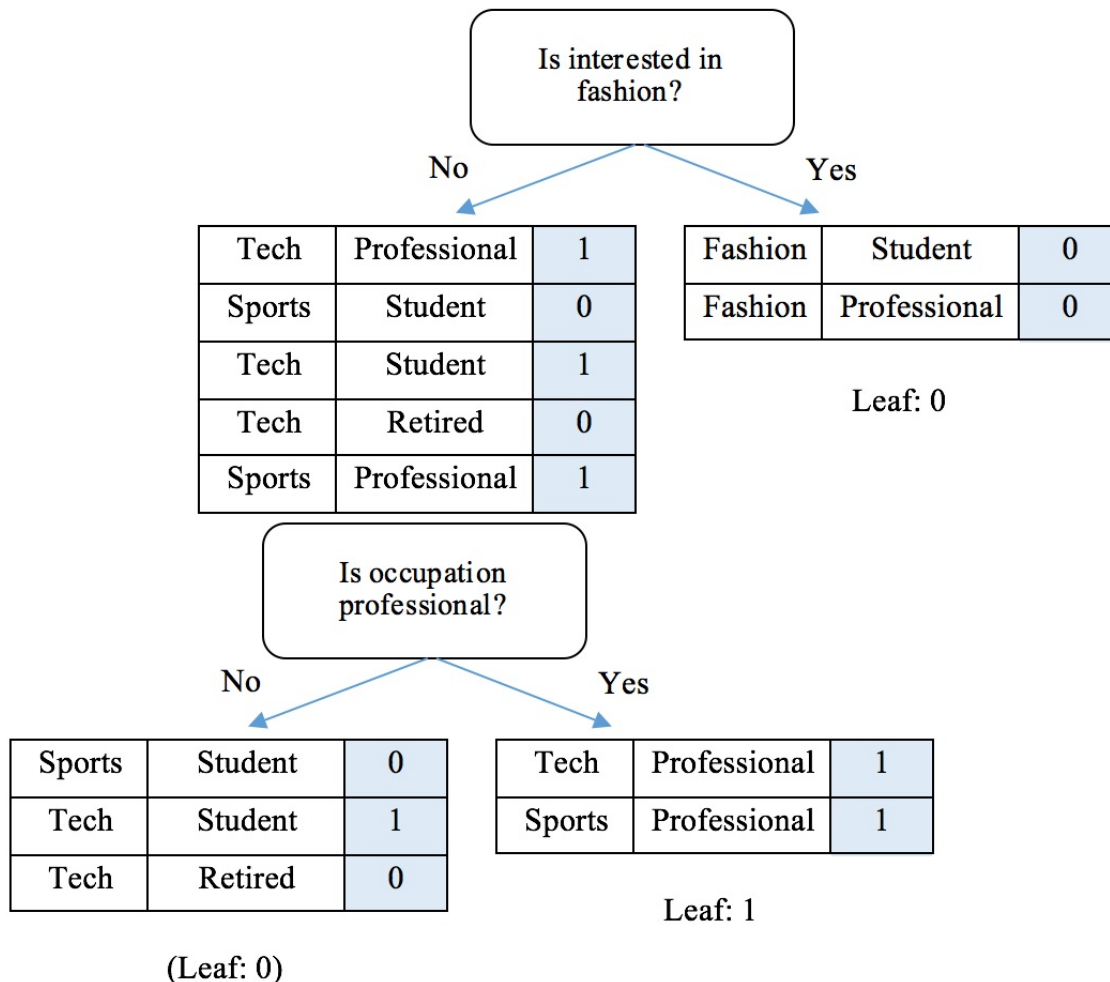 Is interested in
fashion?
No
Yes
Tech Professional 1
Sports Student 0
Tech Student 1
Tech Retired 0
Sports Professional 1
Fashion Student 0
Fashion Professional 0
Leaf: 0
Is occupation
professional?
No
Yes
Sports Student 0
Tech Student 1
Tech Retired 0
(Leaf: 0)
Tech Professional 1
Sports Professional 1
Leaf: 1